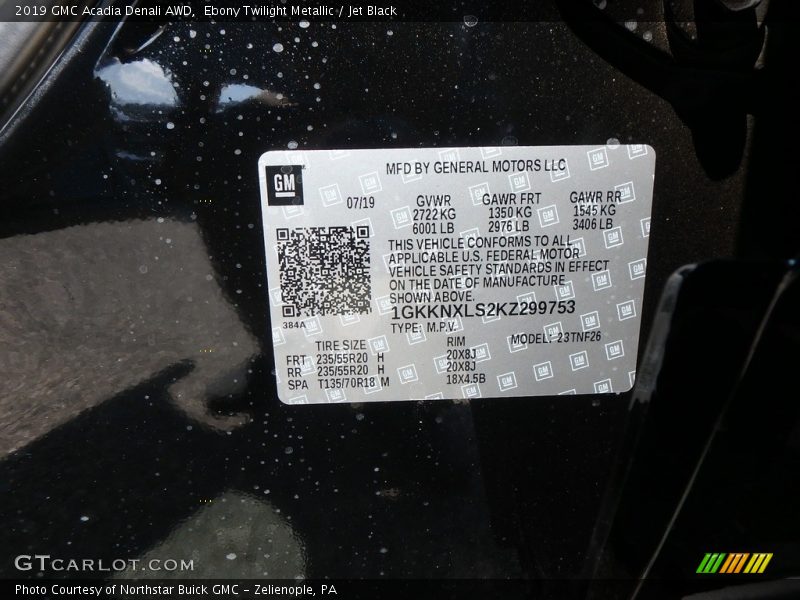 2019 GMC Acadia Denali AWD, Ebony Twilight Metallic / Jet Black
GM
MFD BY GENERAL MOTORS LLC
07/19 GVWR GAWR FRT GAWR RR
2722 KG 1350 KG 1545 KG
6001 LB 2976 LB 3406 LB
THIS VEHICLE CONFORMS TO ALL
APPLICABLE U.S. FEDERAL MOTOR
VEHICLE SAFETY STANDARDS IN EFFECT
ON THE DATE OF MANUFACTURE
SHOWN ABOVE.
384A
1GKKNXLS2KZ299753
TYPE: M.P.V. MODEL: 23TNF26
TIRE SIZE RIM
FRT 235/55R20 H 20X8J
RR 235/55R20 H 20X8J
SPA T135/70R18 M 18X4.5B
GTCARLOT.COM
Photo Courtesy of Northstar Buick GMC - Zelienople, PA